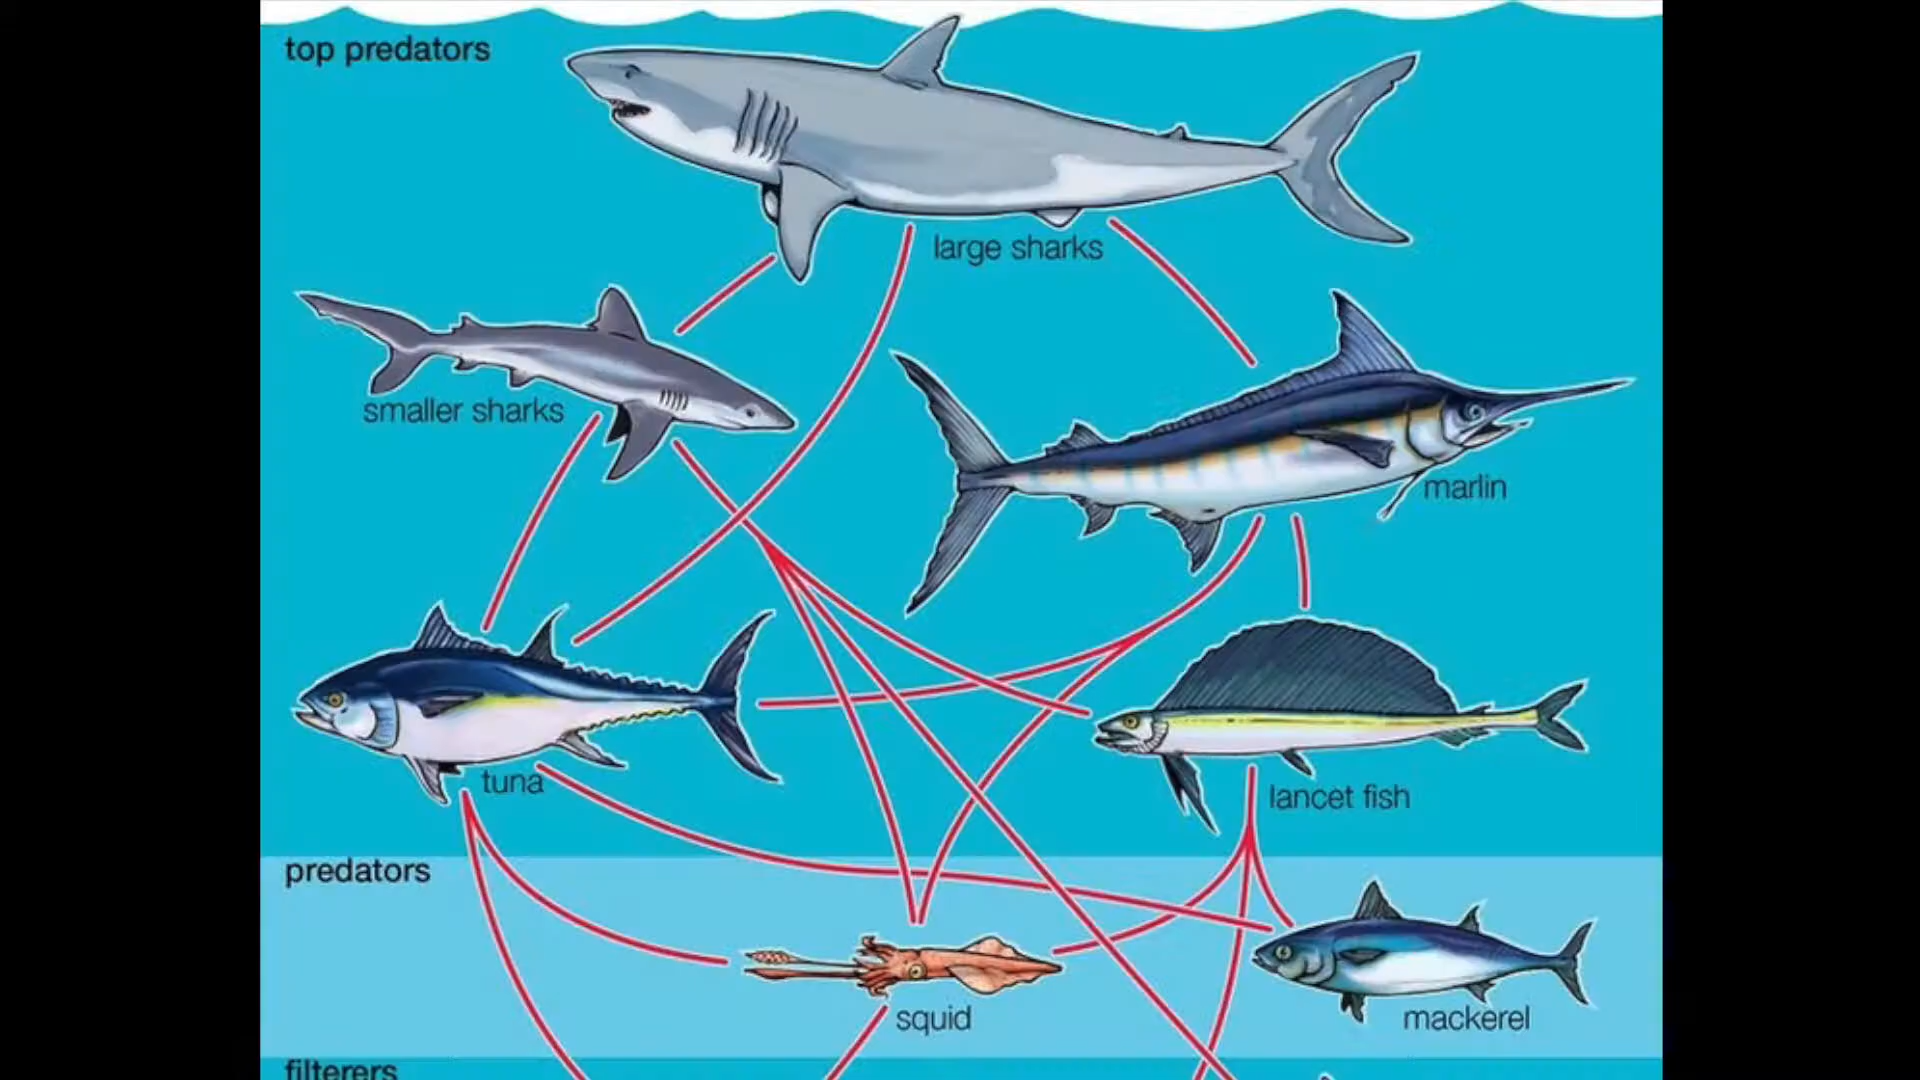 top predators
large sharks
smaller sharks
marlin
tuna
lancet fish
predators
squid
mackerel
filterers